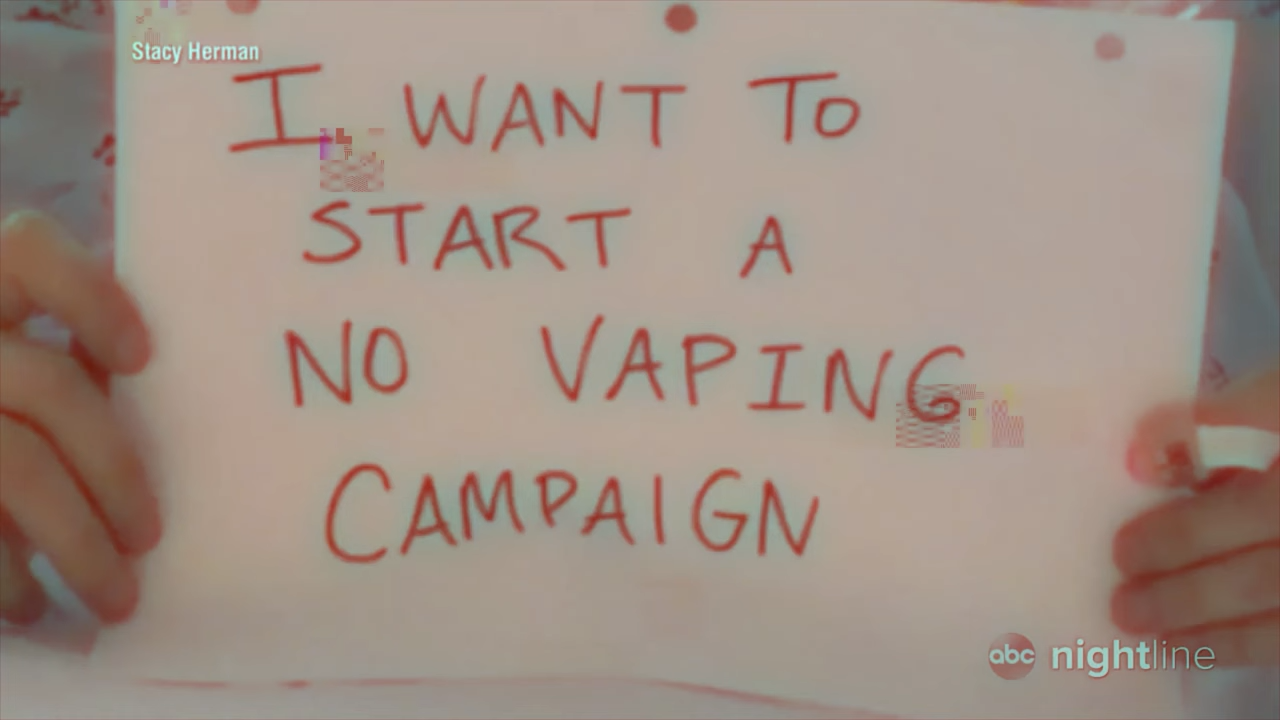 Stacy Herman
I WANT TO
START A
NO VAPING
CAMPAIGN
abc nightline